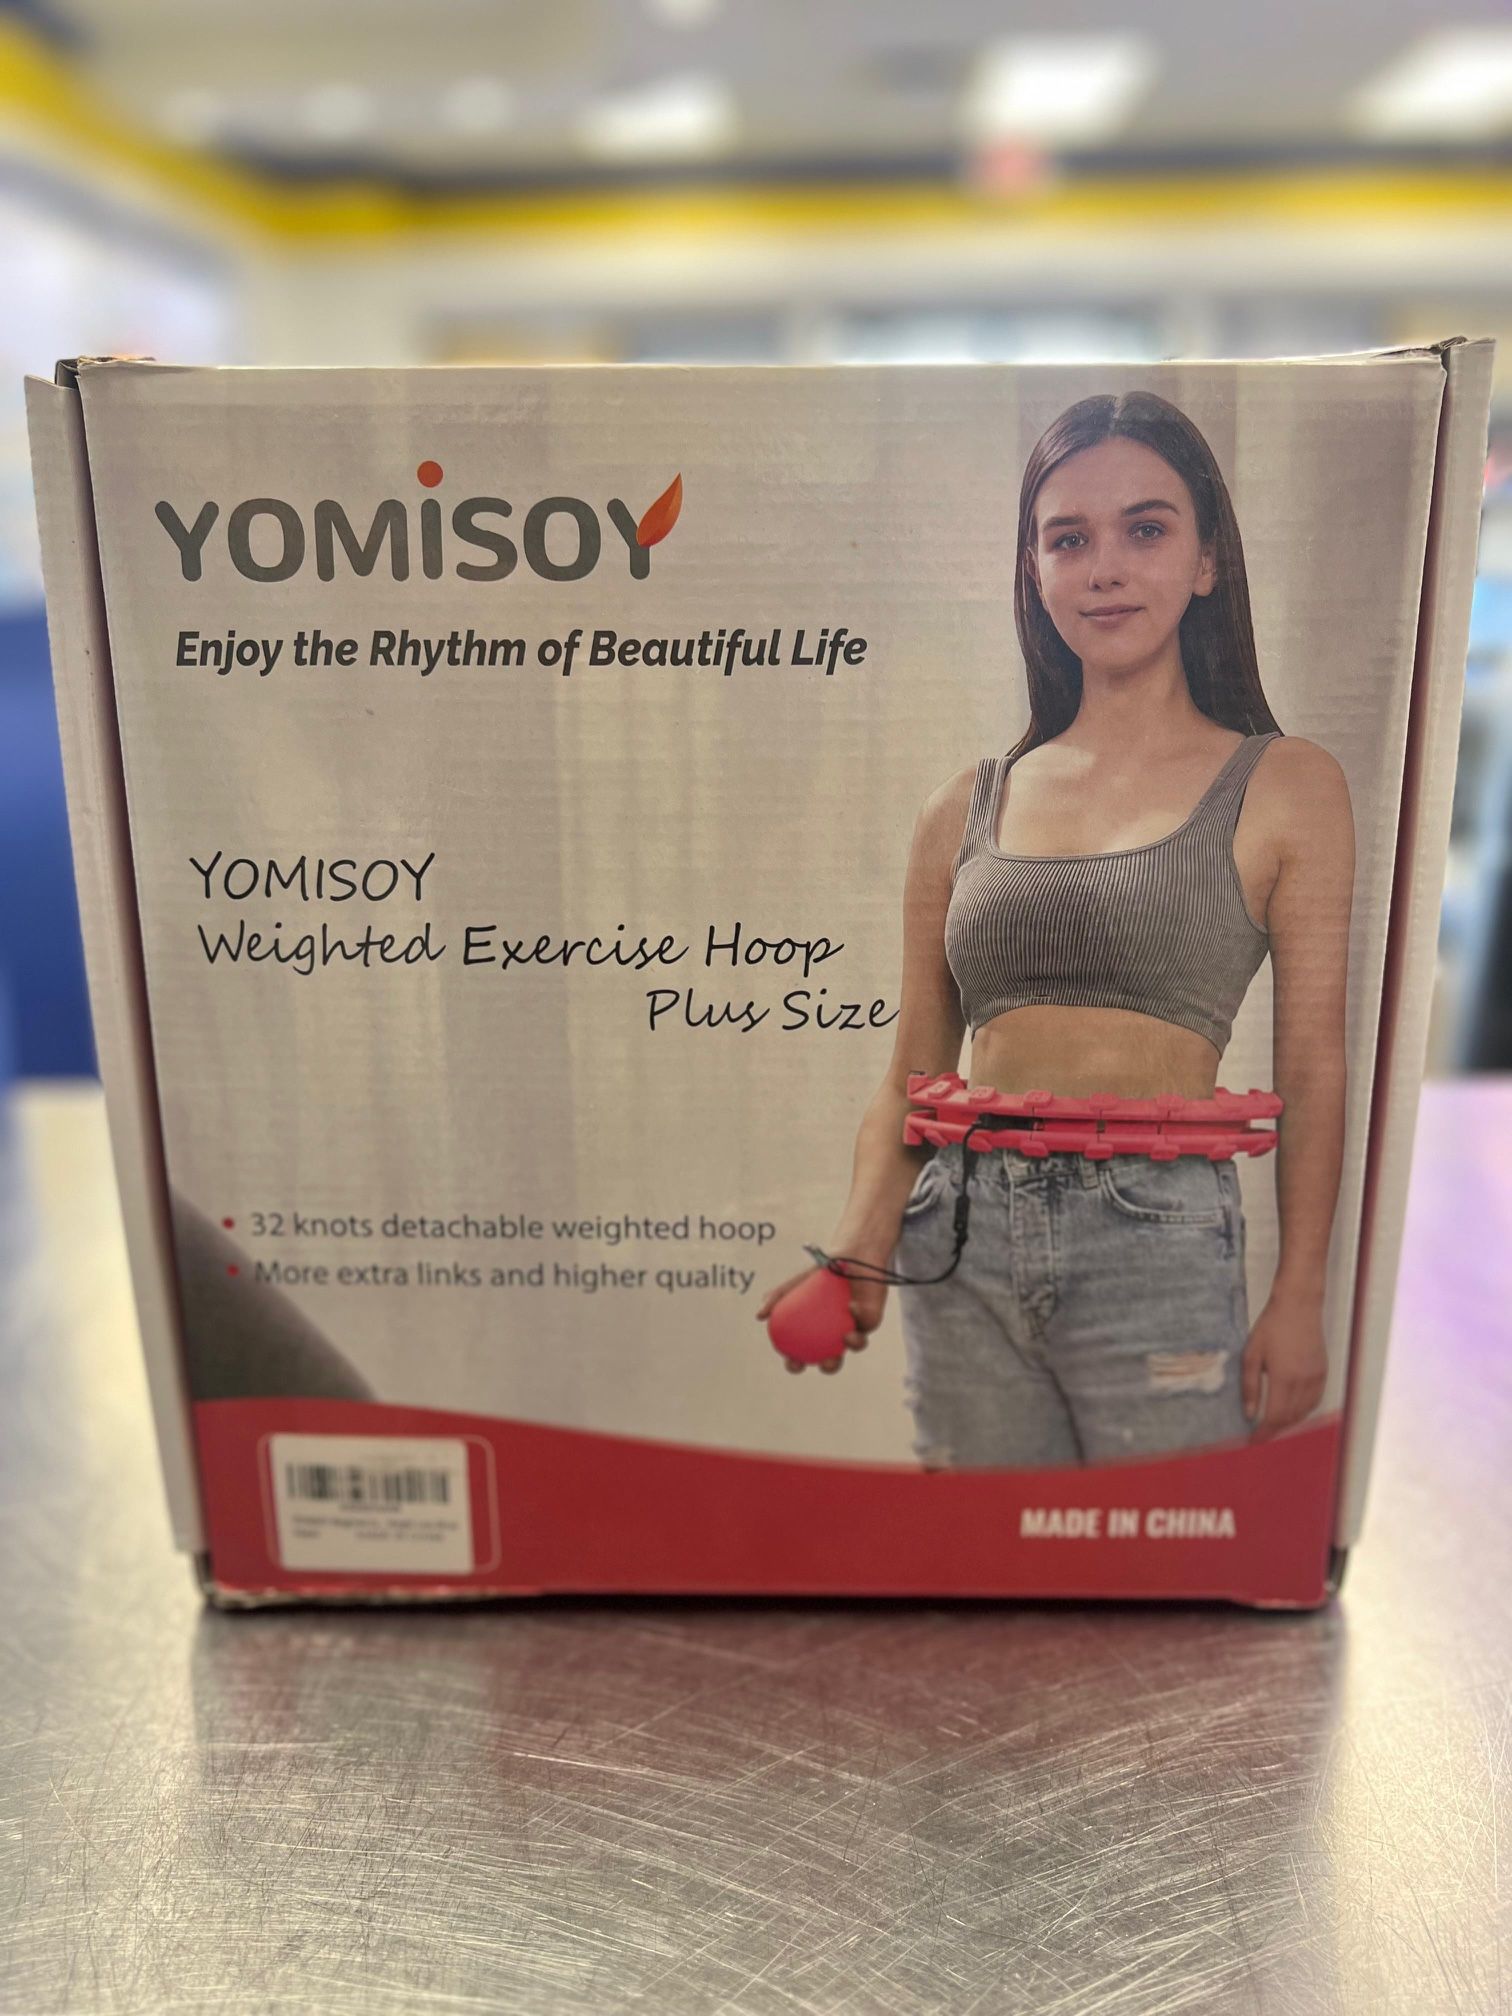 YOMISOY
Enjoy the Rhythm of Beautiful Life
YOMISOY
Weighted Exercise Hoop
Plus Size
• 32 knots detachable weighted hoop
• More extra links and higher quality
MADE IN CHINA